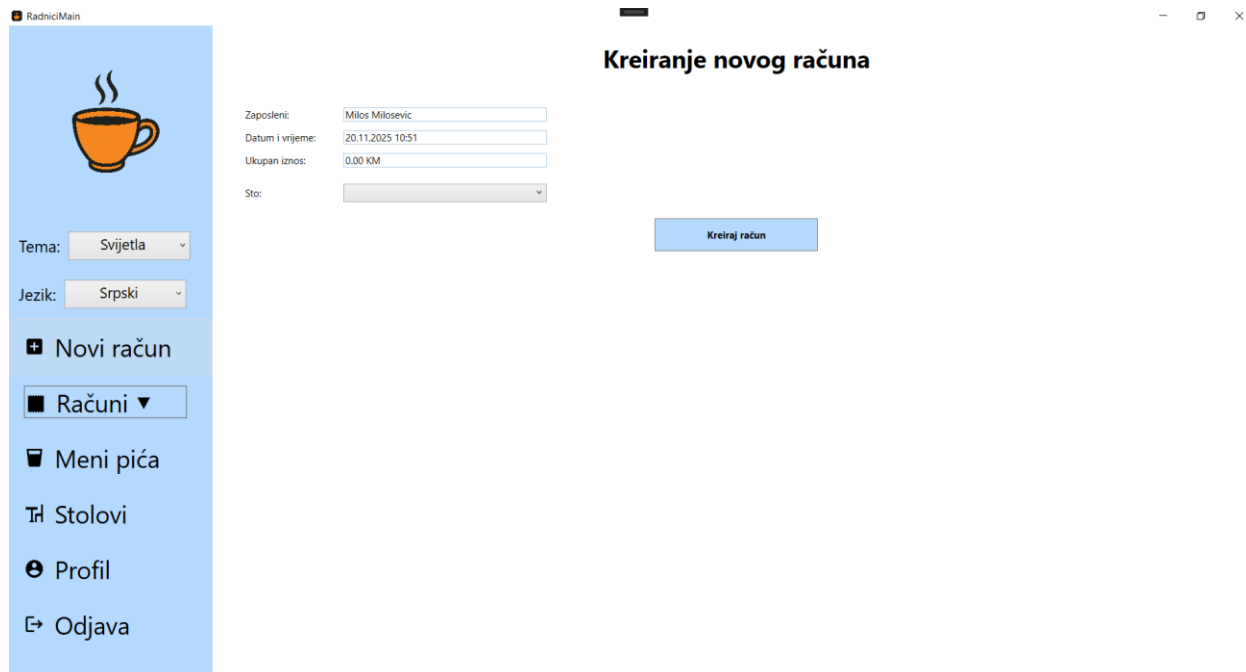 RadniciMain
Kreiranje novog računa
Zaposleni: Milos Milosevic
Datum i vrijeme: 20.11.2025 10:51
Ukupan iznos: 0.00 KM
Sto:
Kreiraj račun
Tema: Svijetla
Jezik: Srpski
Novi račun
Računi ▼
Meni pića
Stolovi
Profil
Odjava